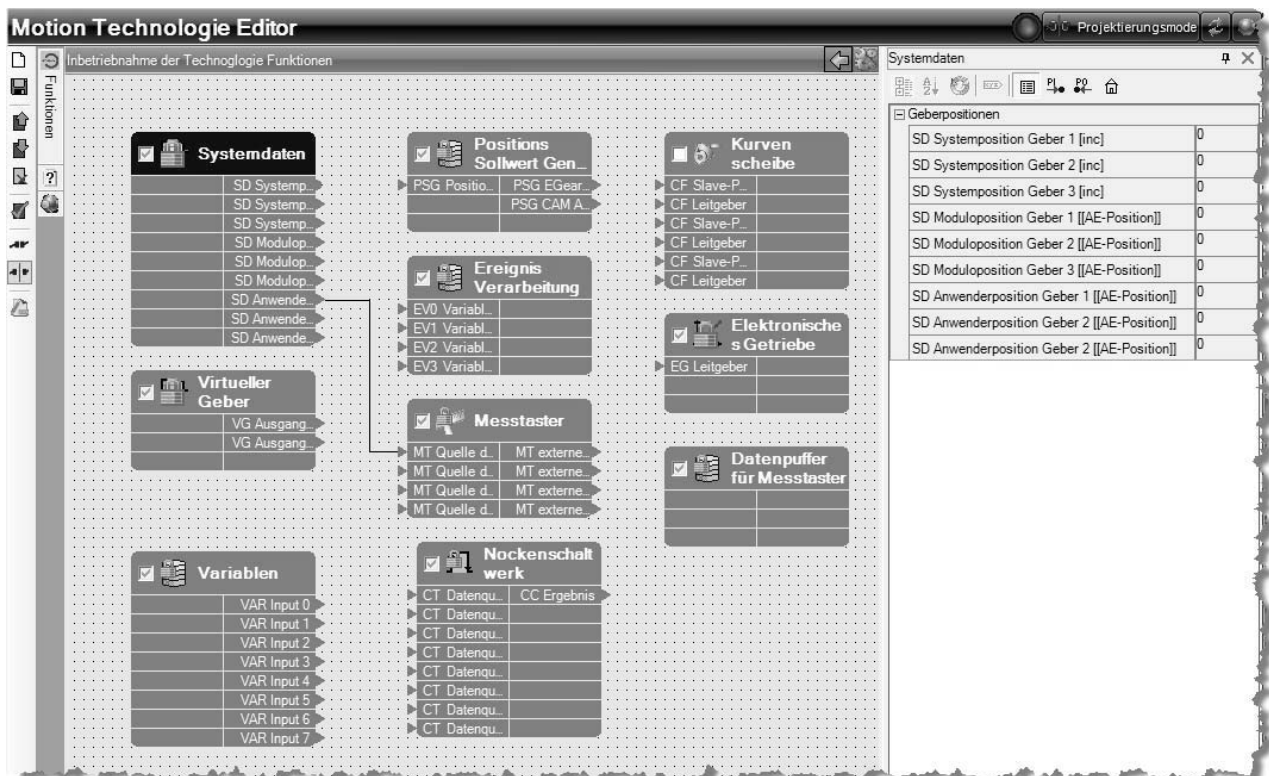 Motion Technologie Editor
Projektierungsmode
Funktionen
Inbetriebnahme der Technoglogie Funktionen
Systemdaten
SD Systemp...
SD Systemp...
SD Systemp...
SD Modulop...
SD Modulop...
SD Modulop...
SD Anwende...
SD Anwende...
SD Anwende...
Virtueller
Geber
VG Ausgang...
VG Ausgang...
Variablen
VAR Input 0
VAR Input 1
VAR Input 2
VAR Input 3
VAR Input 4
VAR Input 5
VAR Input 6
VAR Input 7
Positions
Sollwert Gen...
PSG Positio... PSG EGear...
PSG CAM A...
Ereignis
Verarbeitung
EV0 Variabl...
EV1 Variabl...
EV2 Variabl...
EV3 Variabl...
Messtaster
MT Quelle d... MT externe...
MT Quelle d... MT externe...
MT Quelle d... MT externe...
MT Quelle d... MT externe...
Nockenschalt
werk
CT Datenqu... CC Ergebnis
CT Datenqu...
CT Datenqu...
CT Datenqu...
CT Datenqu...
CT Datenqu...
CT Datenqu...
CT Datenqu...
Kurven
scheibe
CF Slave-P...
CF Leitgeber
CF Slave-P...
CF Leitgeber
CF Slave-P...
CF Leitgeber
Elektronische
s Getriebe
EG Leitgeber
Datenpuffer
für Messtaster
Systemdaten
Geberpositionen
SD Systemposition Geber 1 [inc] 0
SD Systemposition Geber 2 [inc] 0
SD Systemposition Geber 3 [inc] 0
SD Moduloposition Geber 1 [[AE-Position]] 0
SD Moduloposition Geber 2 [[AE-Position]] 0
SD Moduloposition Geber 3 [[AE-Position]] 0
SD Anwenderposition Geber 1 [[AE-Position]] 0
SD Anwenderposition Geber 2 [[AE-Position]] 0
SD Anwenderposition Geber 2 [[AE-Position]] 0